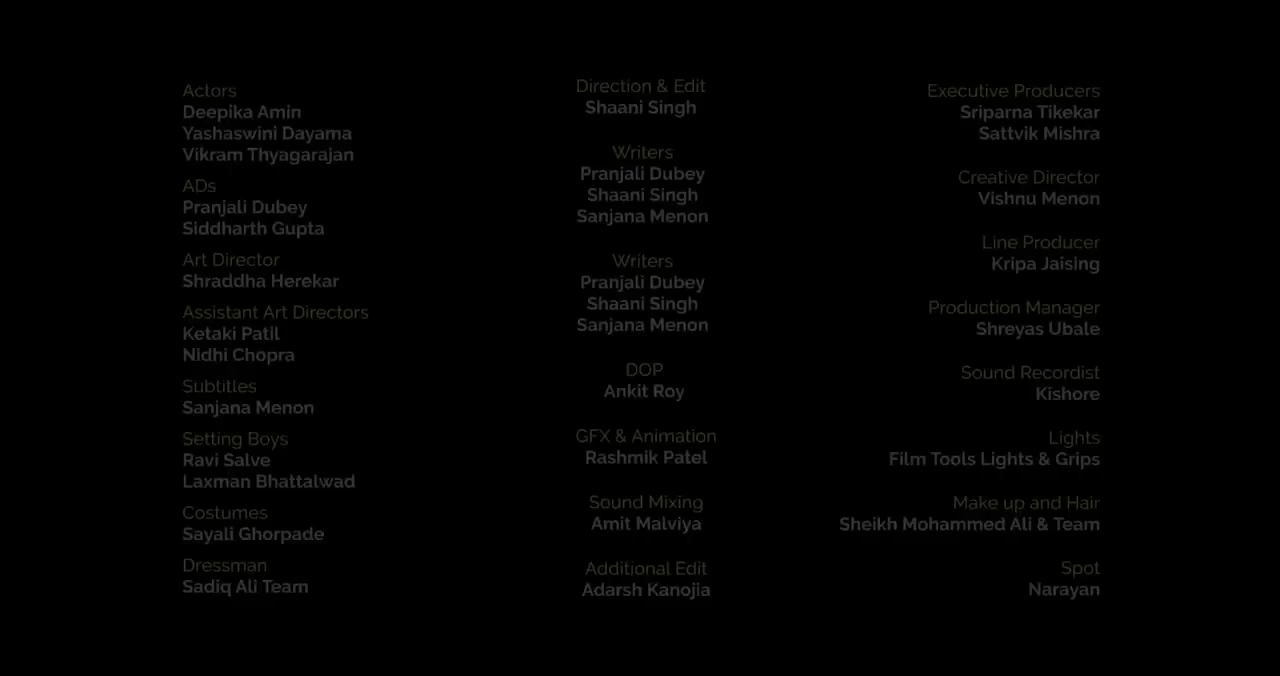 Actors
Deepika Amin
Yashaswini Dayama
Vikram Thyagarajan
ADs
Pranjali Dubey
Siddharth Gupta
Art Director
Shraddha Herekar
Assistant Art Directors
Ketaki Patil
Nidhi Chopra
Subtitles
Sanjana Menon
Setting Boys
Ravi Salve
Laxman Bhattalwad
Costumes
Sayali Ghorpade
Dressman
Sadiq Ali Team
Direction & Edit
Shaani Singh
Writers
Pranjali Dubey
Shaani Singh
Sanjana Menon
Writers
Pranjali Dubey
Shaani Singh
Sanjana Menon
DOP
Ankit Roy
GFX & Animation
Rashmik Patel
Sound Mixing
Amit Malviya
Additional Edit
Adarsh Kanojia
Executive Producers
Sriparna Tikekar
Sattvik Mishra
Creative Director
Vishnu Menon
Line Producer
Kripa Jaising
Production Manager
Shreyas Ubale
Sound Recordist
Kishore
Lights
Film Tools Lights & Grips
Make up and Hair
Sheikh Mohammed Ali & Team
Spot
Narayan